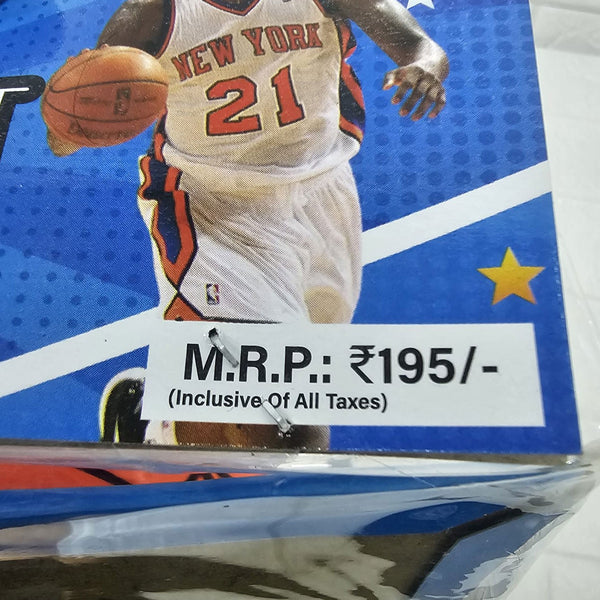 NEW YORK
21
M.R.P.: ₹195/-
(Inclusive Of All Taxes)